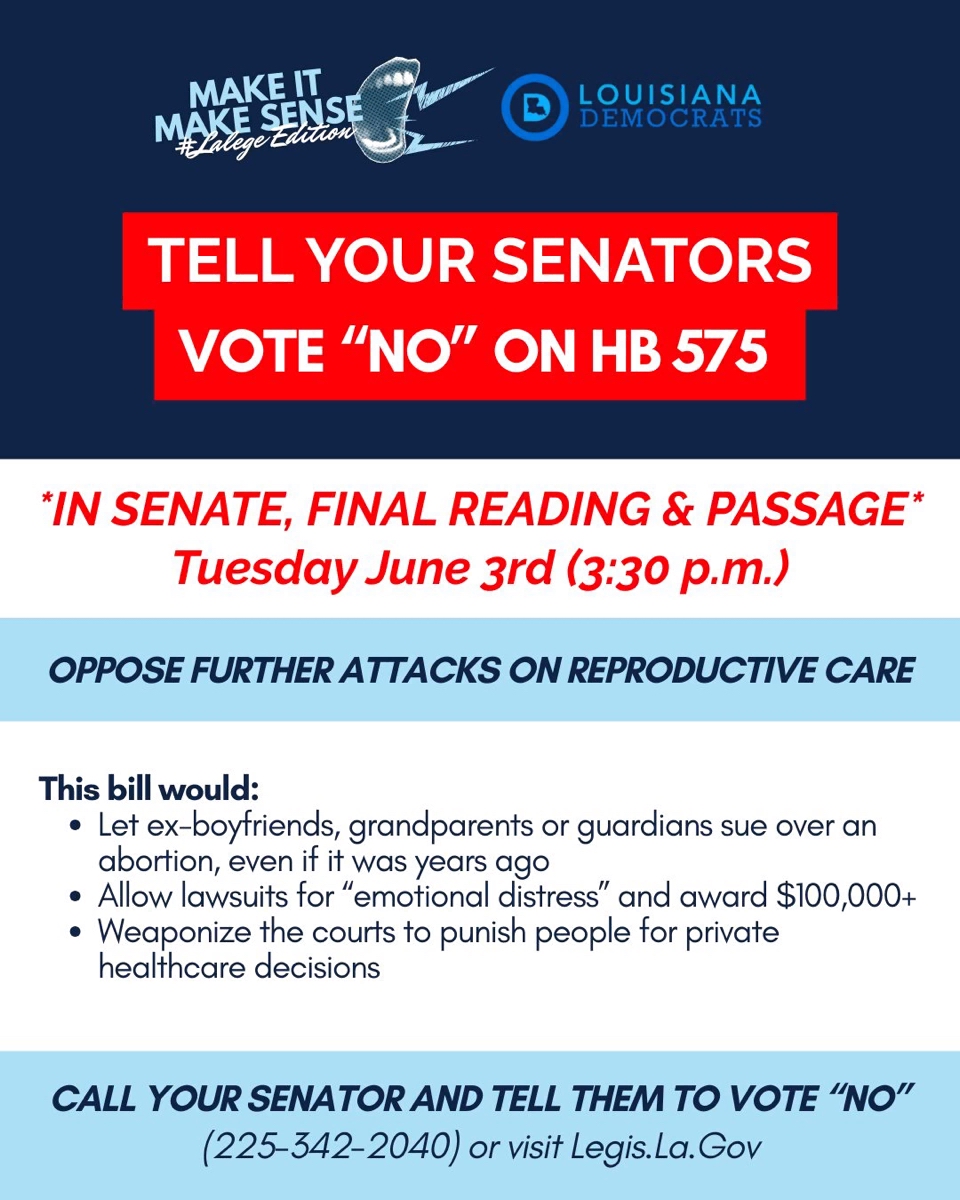 MAKE IT
MAKE SENSE
#Lalege Edition
LOUISIANA
DEMOCRATS
TELL YOUR SENATORS
VOTE “NO” ON HB 575
*IN SENATE, FINAL READING & PASSAGE*
Tuesday June 3rd (3:30 p.m.)
OPPOSE FURTHER ATTACKS ON REPRODUCTIVE CARE
This bill would:
• Let ex-boyfriends, grandparents or guardians sue over an
abortion, even if it was years ago
• Allow lawsuits for “emotional distress” and award $100,000+
• Weaponize the courts to punish people for private
healthcare decisions
CALL YOUR SENATOR AND TELL THEM TO VOTE “NO”
(225-342-2040) or visit Legis.La.Gov